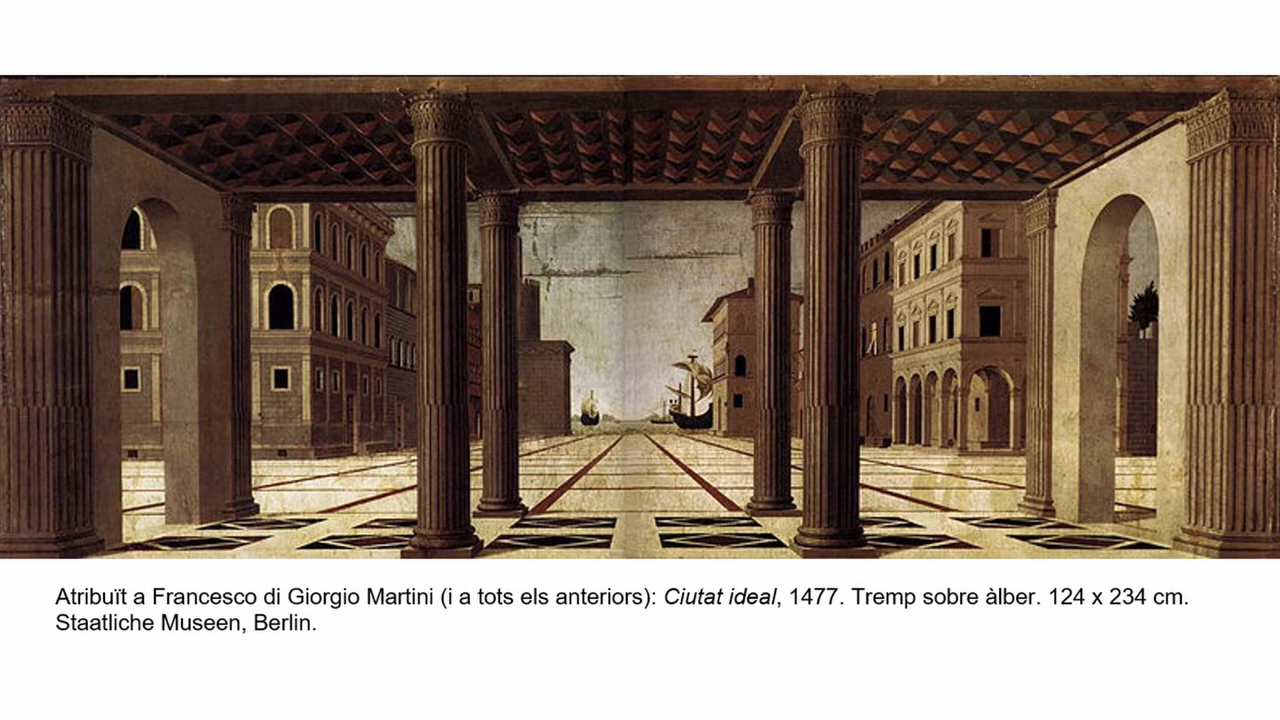 Atribuït a Francesco di Giorgio Martini (i a tots els anteriors): Ciutat ideal, 1477. Tremp sobre àlber. 124 x 234 cm.
Staatliche Museen, Berlin.